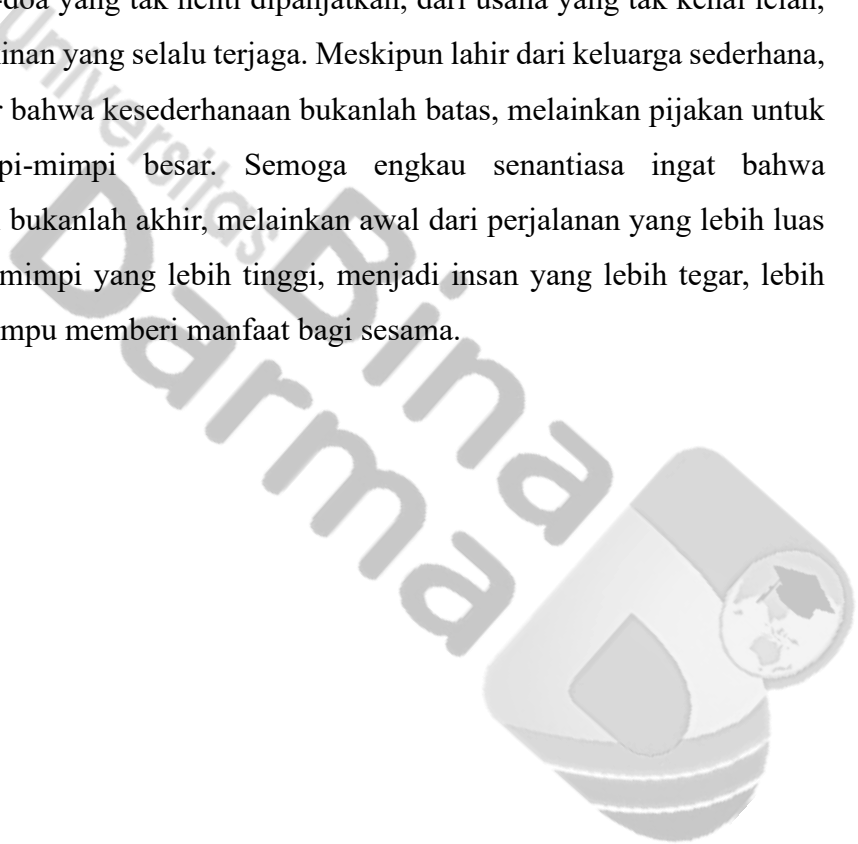 doa yang tak henti dipanjatkan, dari usaha yang tak kenal lelah,
inan yang selalu terjaga. Meskipun lahir dari keluarga sederhana,
r bahwa kesederhanaan bukanlah batas, melainkan pijakan untuk
pi-mimpi besar. Semoga engkau senantiasa ingat bahwa
bukanlah akhir, melainkan awal dari perjalanan yang lebih luas
mimpi yang lebih tinggi, menjadi insan yang lebih tegar, lebih
mpu memberi manfaat bagi sesama.
Universitas
Bina
Darma